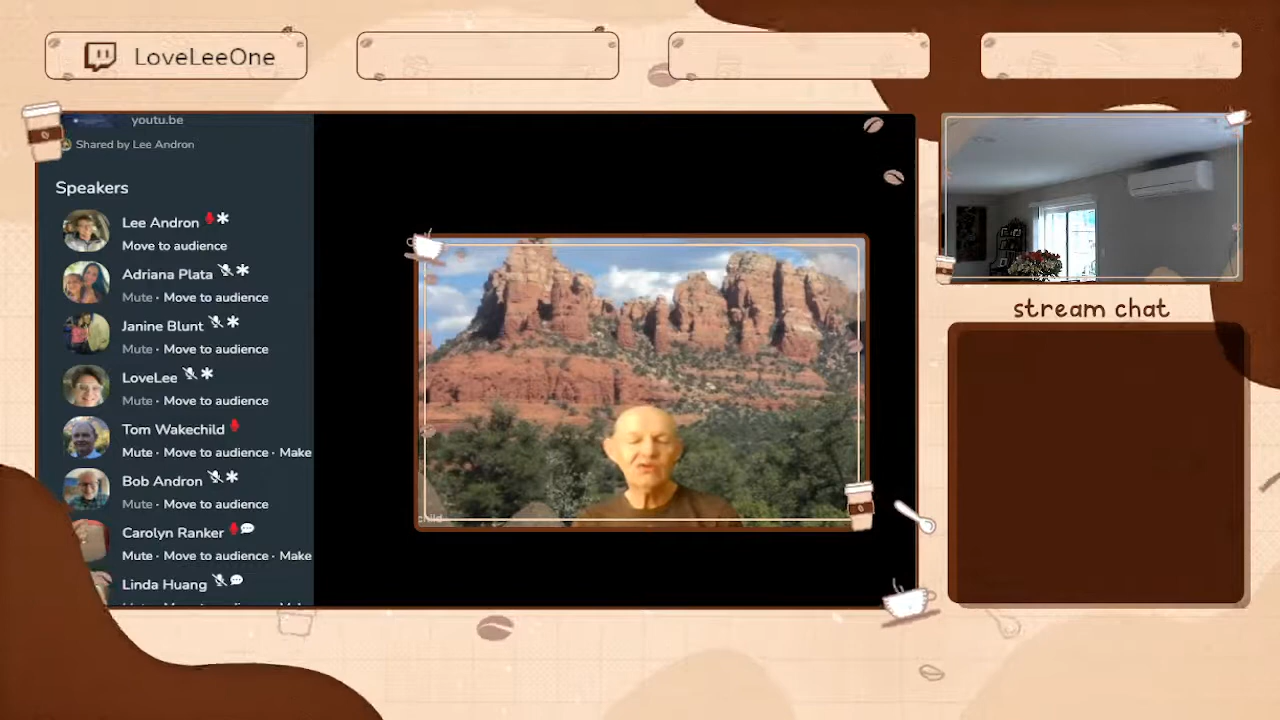 LoveLeeOne
youtu.be
Shared by Lee Andron
Speakers
Lee Andron
Move to audience
Adriana Plata
Mute · Move to audience
Janine Blunt
Mute · Move to audience
LoveLee
Mute · Move to audience
Tom Wakechild
Mute · Move to audience · Make
Bob Andron
Mute · Move to audience
Carolyn Ranker
Mute · Move to audience · Make
Linda Huang
child
stream chat